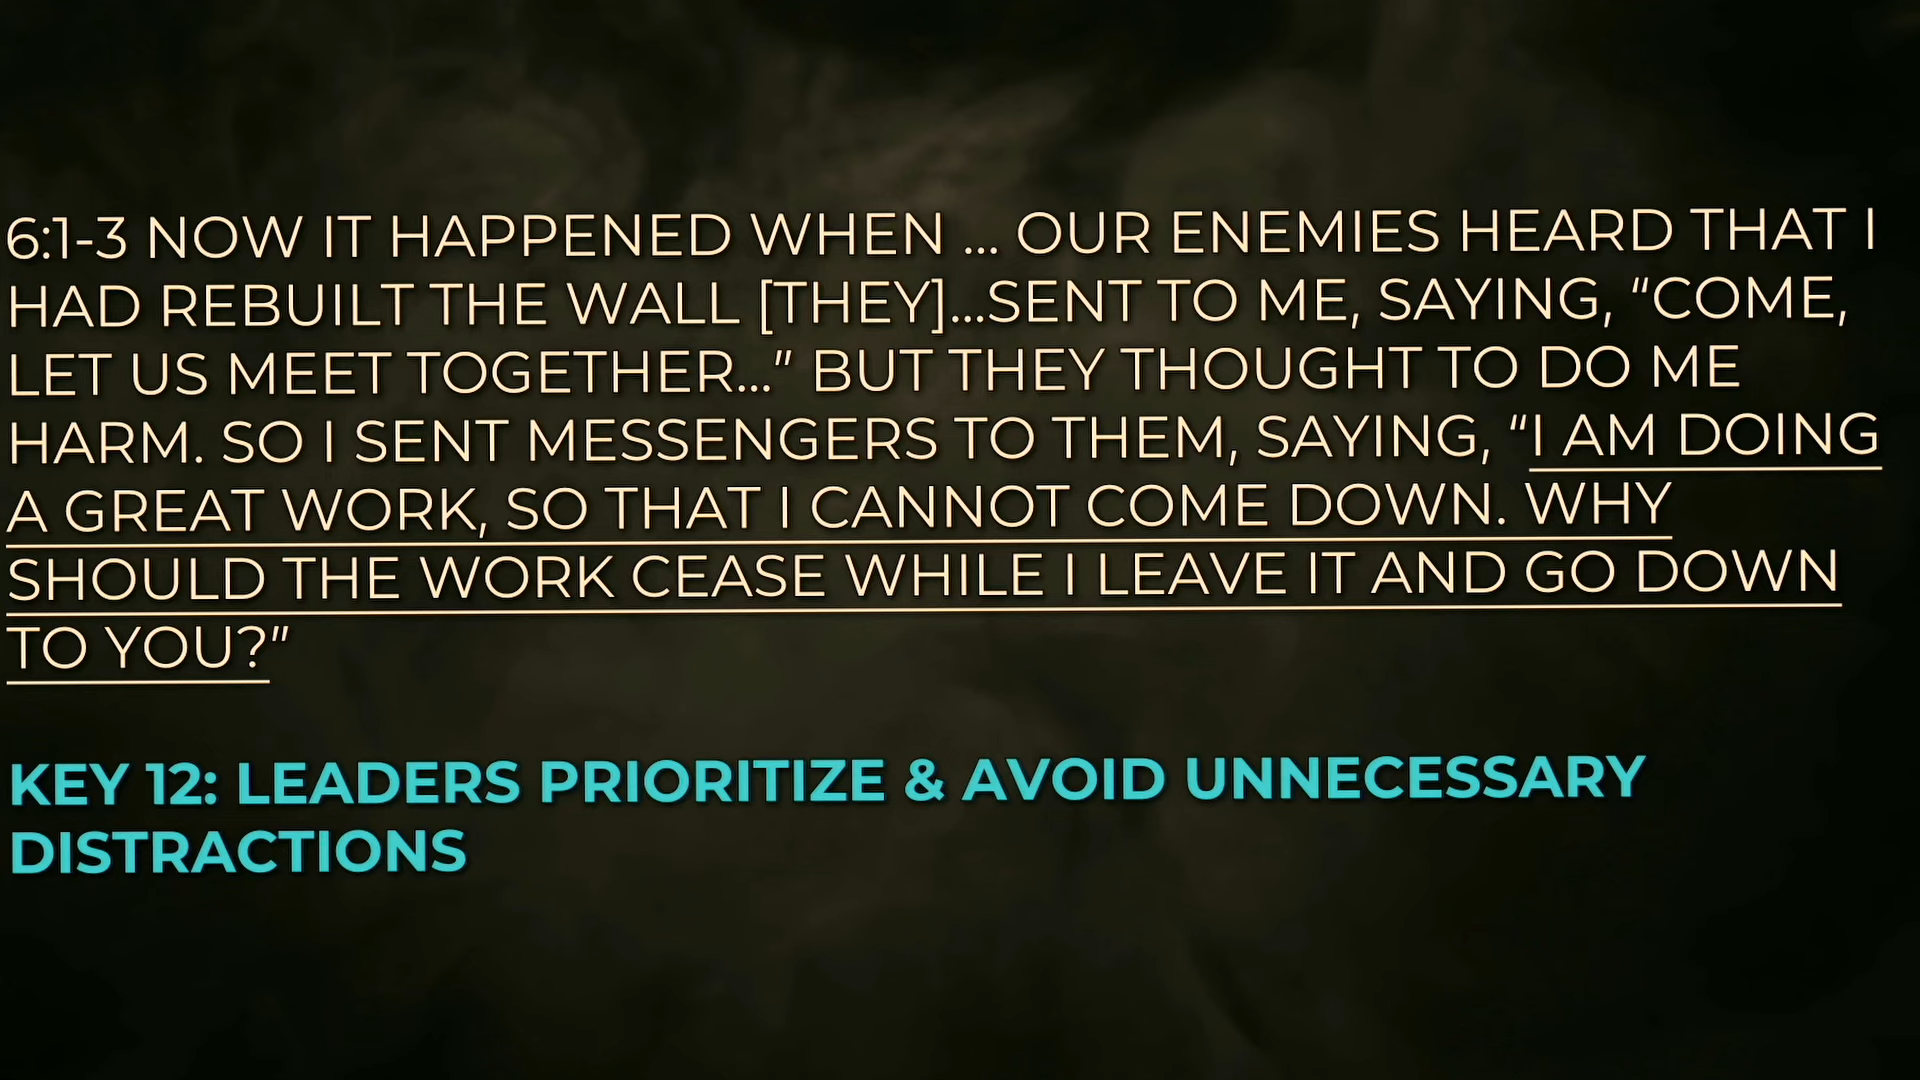 6:1-3 NOW IT HAPPENED WHEN ... OUR ENEMIES HEARD THAT I
HAD REBUILT THE WALL [THEY]...SENT TO ME, SAYING, “COME,
LET US MEET TOGETHER...” BUT THEY THOUGHT TO DO ME
HARM. SO I SENT MESSENGERS TO THEM, SAYING, “I AM DOING
A GREAT WORK, SO THAT I CANNOT COME DOWN. WHY
SHOULD THE WORK CEASE WHILE I LEAVE IT AND GO DOWN
TO YOU?”
KEY 12: LEADERS PRIORITIZE & AVOID UNNECESSARY
DISTRACTIONS